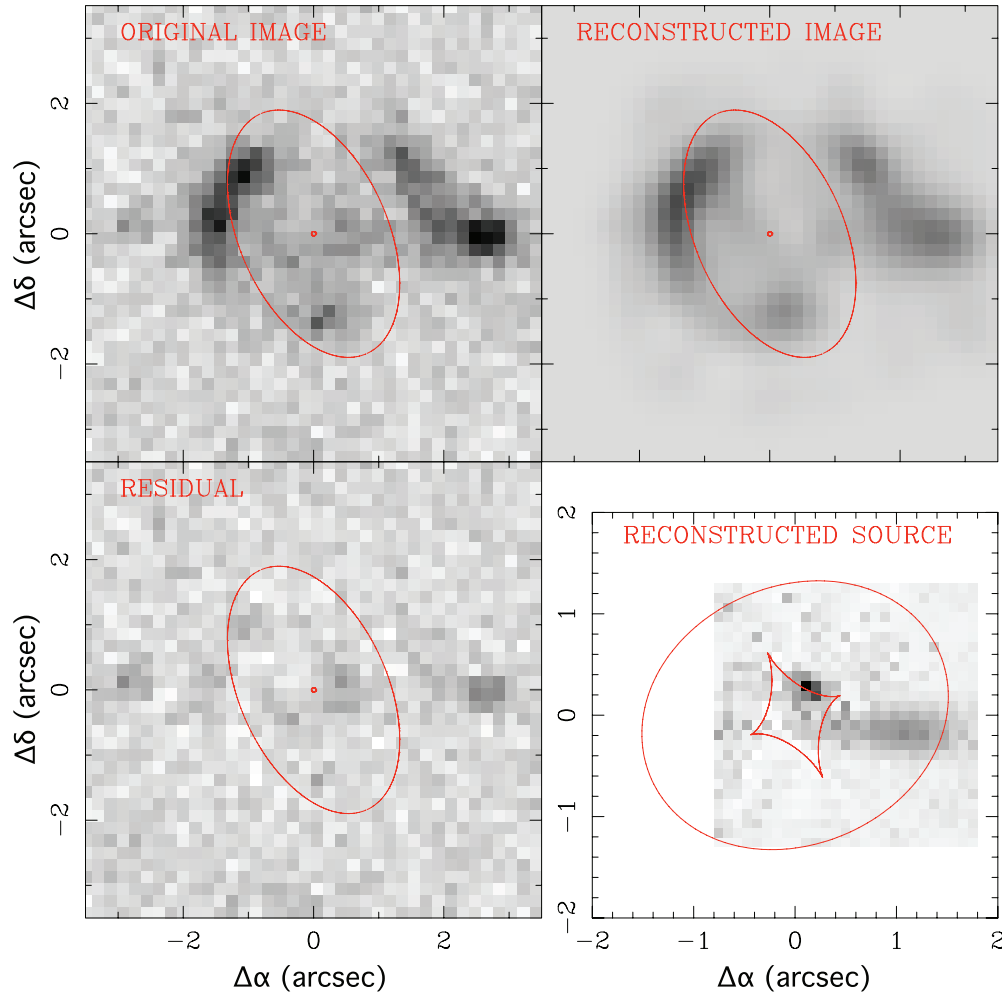 ORIGINAL IMAGE
RECONSTRUCTED IMAGE
2
0
−2
Δδ (arcsec)
RESIDUAL
RECONSTRUCTED SOURCE
2
0
−2
Δδ (arcsec)
2
1
0
−1
−2
−2 0 2
−2 −1 0 1 2
Δα (arcsec)
Δα (arcsec)